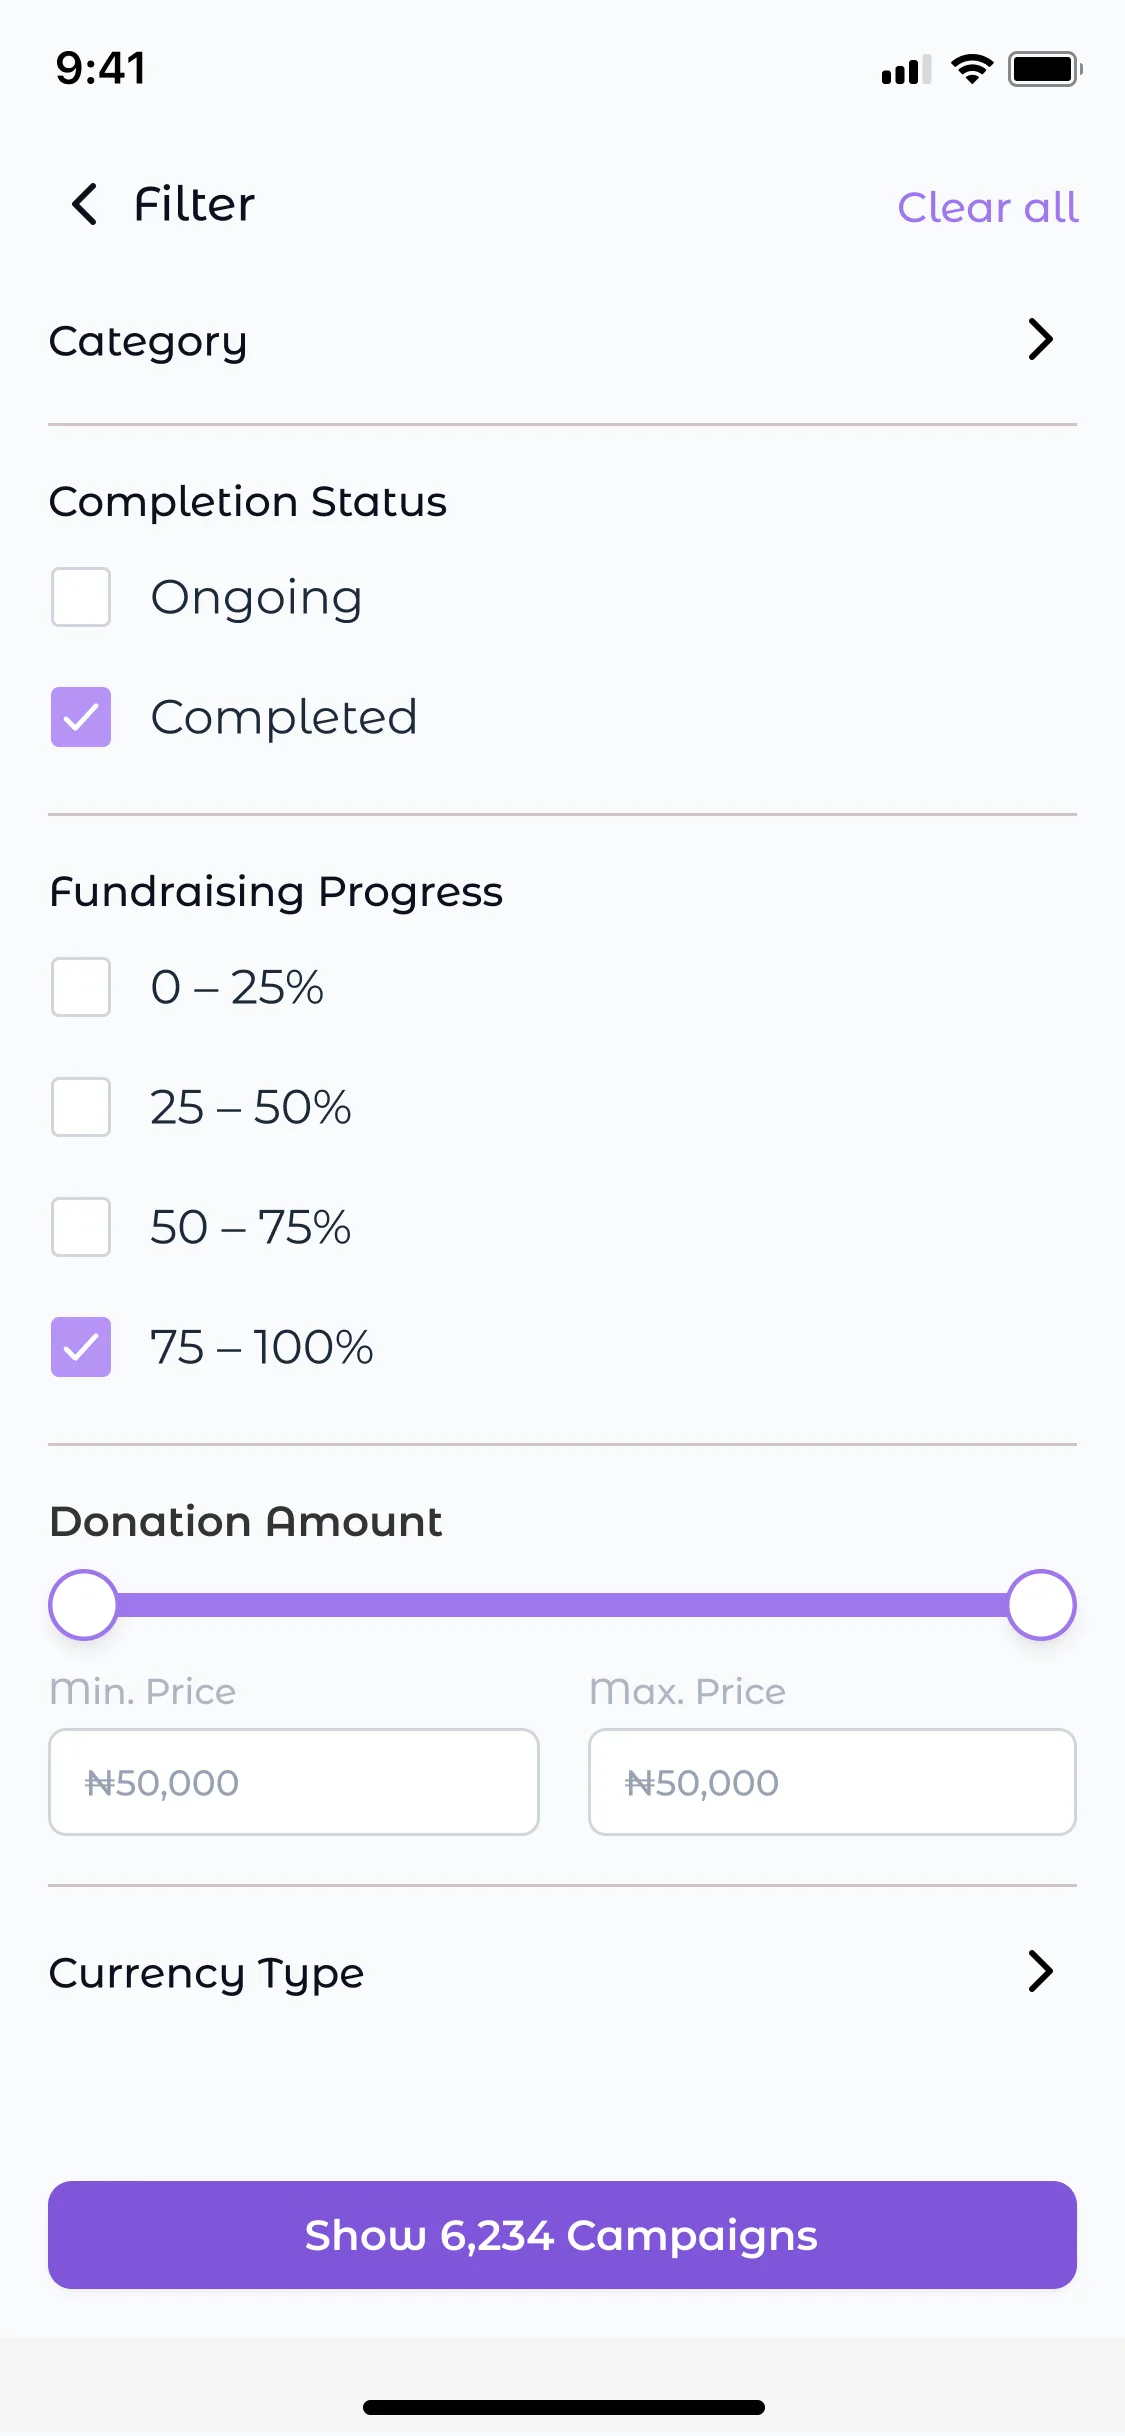 9:41
Filter
Clear all
Category
Completion Status
Ongoing
Completed
Fundraising Progress
0 – 25%
25 – 50%
50 – 75%
75 – 100%
Donation Amount
Min. Price
Max. Price
₦50,000
₦50,000
Currency Type
Show 6,234 Campaigns